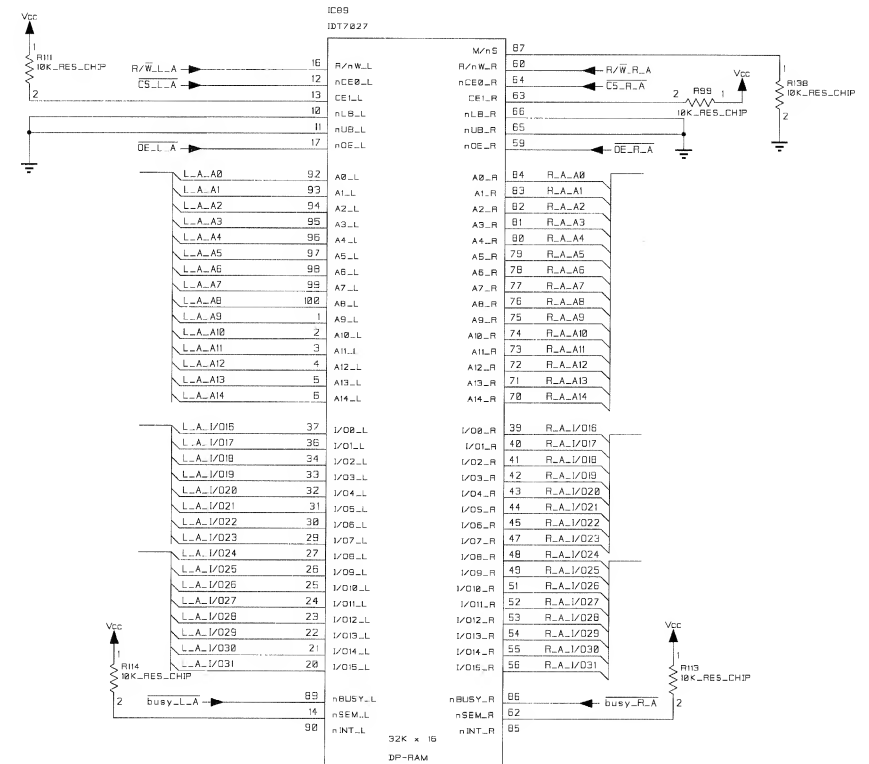 IC89
IDT7027
Vcc
1
R111
10K_RES_CHIP
2
R/W_L_A 16 R/nW_L
CS_L_A 12 nCE0_L
13 CE1_L
10 nLB_L
11 nUB_L
OE_L_A 17 nOE_L
M/nS 87
R/nW_R 60 R/W_R_A
nCE0_R 64 CS_R_A
CE1_R 63 2 R99 1 Vcc
10K_RES_CHIP
nLB_R 66
nUB_R 65
nOE_R 59 OE_R_A
1
R138
10K_RES_CHIP
2
L_A_A0 92 A0_L A0_R 84 R_A_A0
L_A_A1 93 A1_L A1_R 83 R_A_A1
L_A_A2 94 A2_L A2_R 82 R_A_A2
L_A_A3 95 A3_L A3_R 81 R_A_A3
L_A_A4 96 A4_L A4_R 80 R_A_A4
L_A_A5 97 A5_L A5_R 79 R_A_A5
L_A_A6 98 A6_L A6_R 78 R_A_A6
L_A_A7 99 A7_L A7_R 77 R_A_A7
L_A_A8 100 A8_L A8_R 76 R_A_A8
L_A_A9 1 A9_L A9_R 75 R_A_A9
L_A_A10 2 A10_L A10_R 74 R_A_A10
L_A_A11 3 A11_L A11_R 73 R_A_A11
L_A_A12 4 A12_L A12_R 72 R_A_A12
L_A_A13 5 A13_L A13_R 71 R_A_A13
L_A_A14 6 A14_L A14_R 70 R_A_A14
L_A_I/O16 37 I/O0_L I/O0_R 39 R_A_I/O16
L_A_I/O17 36 I/O1_L I/O1_R 40 R_A_I/O17
L_A_I/O18 34 I/O2_L I/O2_R 41 R_A_I/O18
L_A_I/O19 33 I/O3_L I/O3_R 42 R_A_I/O19
L_A_I/O20 32 I/O4_L I/O4_R 43 R_A_I/O20
L_A_I/O21 31 I/O5_L I/O5_R 44 R_A_I/O21
L_A_I/O22 30 I/O6_L I/O6_R 45 R_A_I/O22
L_A_I/O23 29 I/O7_L I/O7_R 47 R_A_I/O23
L_A_I/O24 27 I/O8_L I/O8_R 48 R_A_I/O24
L_A_I/O25 26 I/O9_L I/O9_R 49 R_A_I/O25
L_A_I/O26 25 I/O10_L I/O10_R 51 R_A_I/O26
L_A_I/O27 24 I/O11_L I/O11_R 52 R_A_I/O27
L_A_I/O28 23 I/O12_L I/O12_R 53 R_A_I/O28
L_A_I/O29 22 I/O13_L I/O13_R 54 R_A_I/O29
L_A_I/O30 21 I/O14_L I/O14_R 55 R_A_I/O30
L_A_I/O31 20 I/O15_L I/O15_R 56 R_A_I/O31
Vcc
1
R114
10K_RES_CHIP
2
busy_L_A 89 nBUSY_L
14 nSEM_L
90 nINT_L
nBUSY_R 86 busy_R_A
nSEM_R 62
nINT_R 85
Vcc
1
R113
10K_RES_CHIP
2
32K x 16
DP-RAM